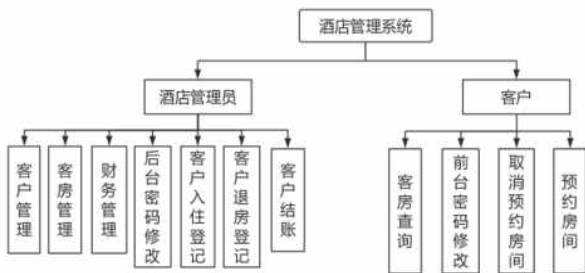 酒店管理系统
酒店管理员
客户
客户管理
客房管理
财务管理
后台密码修改
客户入住登记
客户退房登记
客户结账
客房查询
前台密码修改
取消预约房间
预约房间